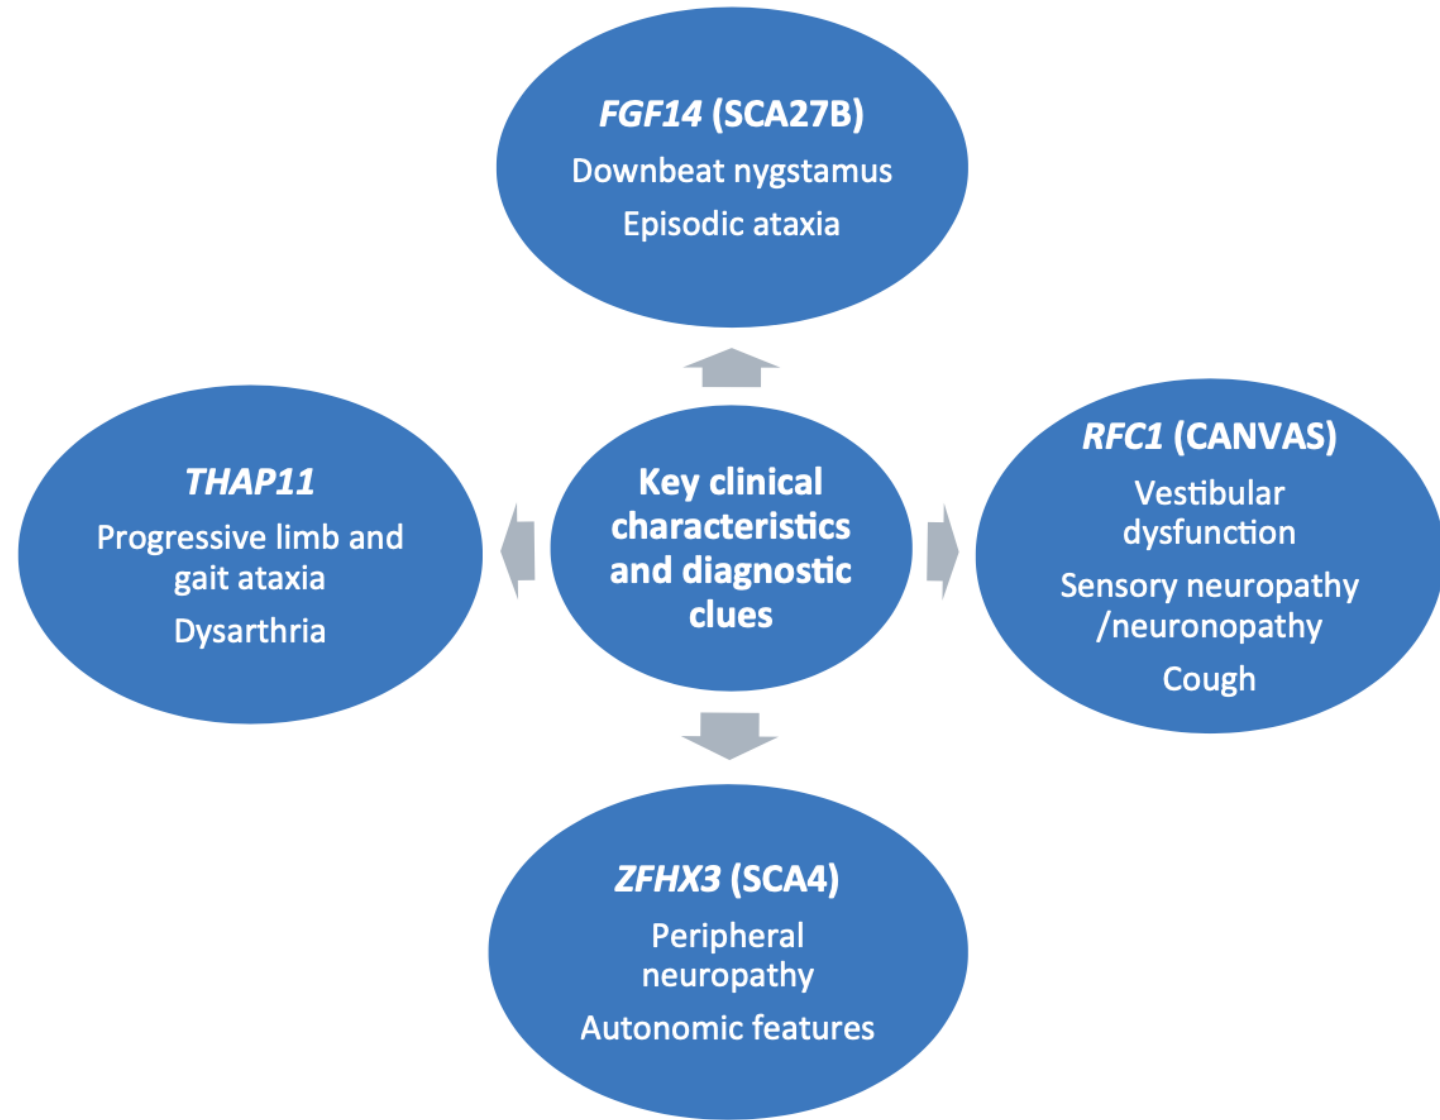 FGF14 (SCA27B)
Downbeat nygstamus
Episodic ataxia
THAP11
Progressive limb and
gait ataxia
Dysarthria
Key clinical
characteristics
and diagnostic
clues
RFC1 (CANVAS)
Vestibular
dysfunction
Sensory neuropathy
/neuronopathy
Cough
ZFHX3 (SCA4)
Peripheral
neuropathy
Autonomic features